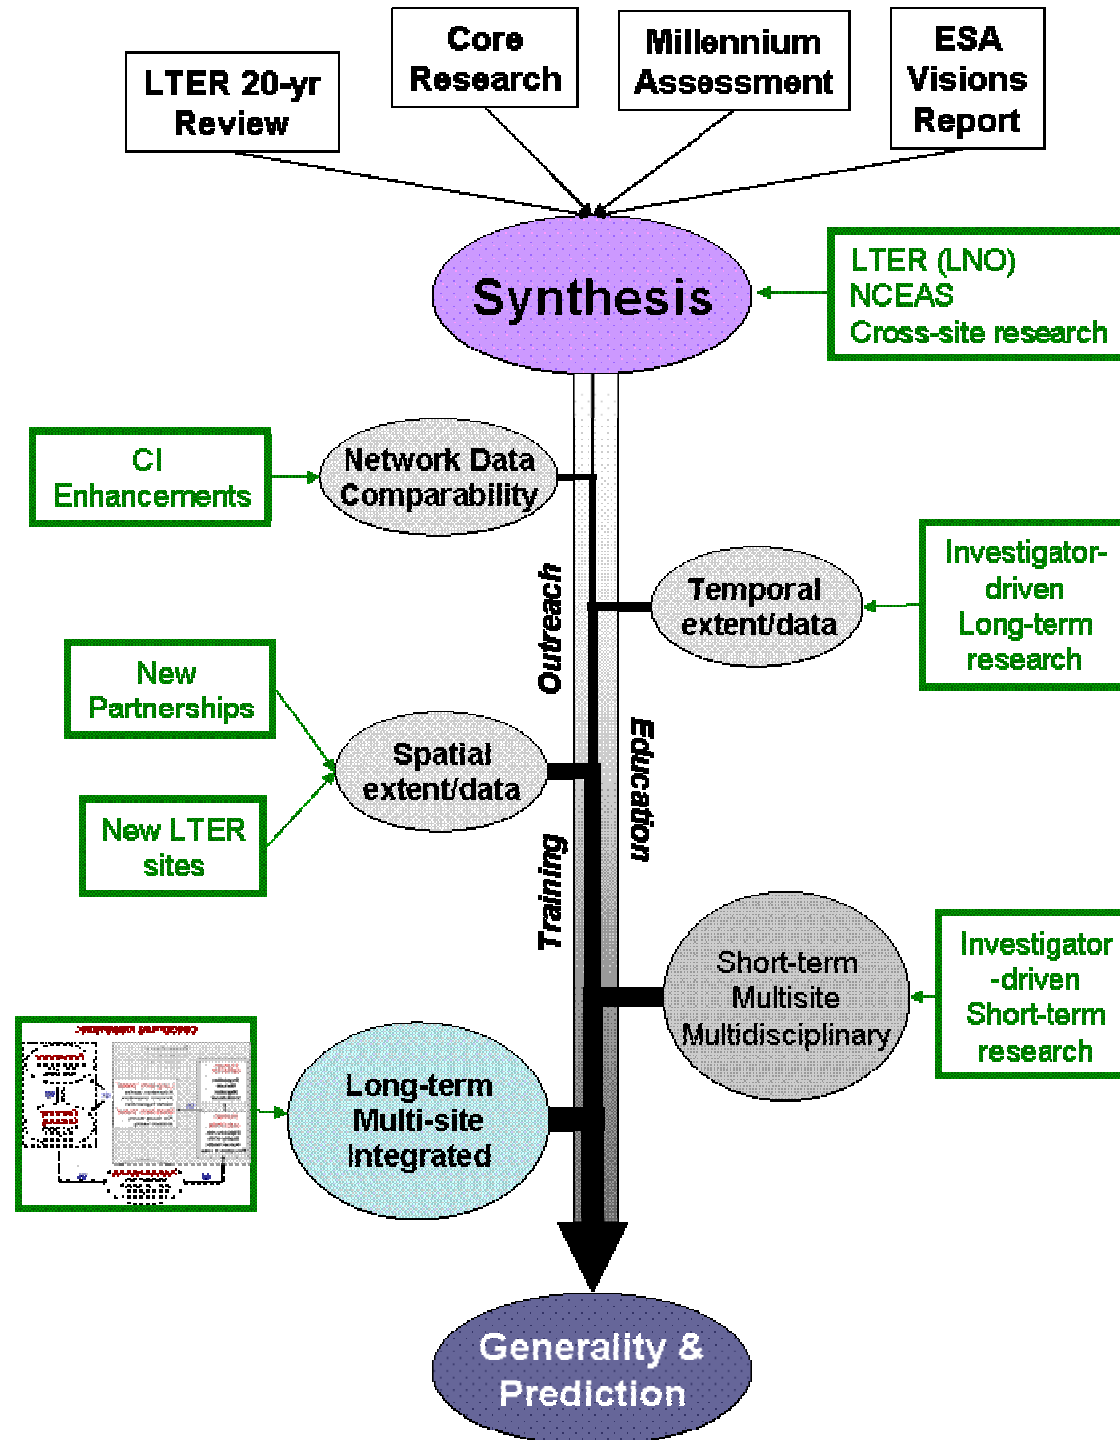 LTER 20-yr
Review
Core
Research
Millennium
Assessment
ESA
Visions
Report
Synthesis
LTER (LNO)
NCEAS
Cross-site research
CI
Enhancements
Network Data
Comparability
Outreach
Temporal
extent/data
Investigator-
driven
Long-term
research
New
Partnerships
Spatial
extent/data
Education
New LTER
sites
Training
Short-term
Multisite
Multidisciplinary
Investigator
-driven
Short-term
research
Long-term
Multi-site
Integrated
Generality &
Prediction